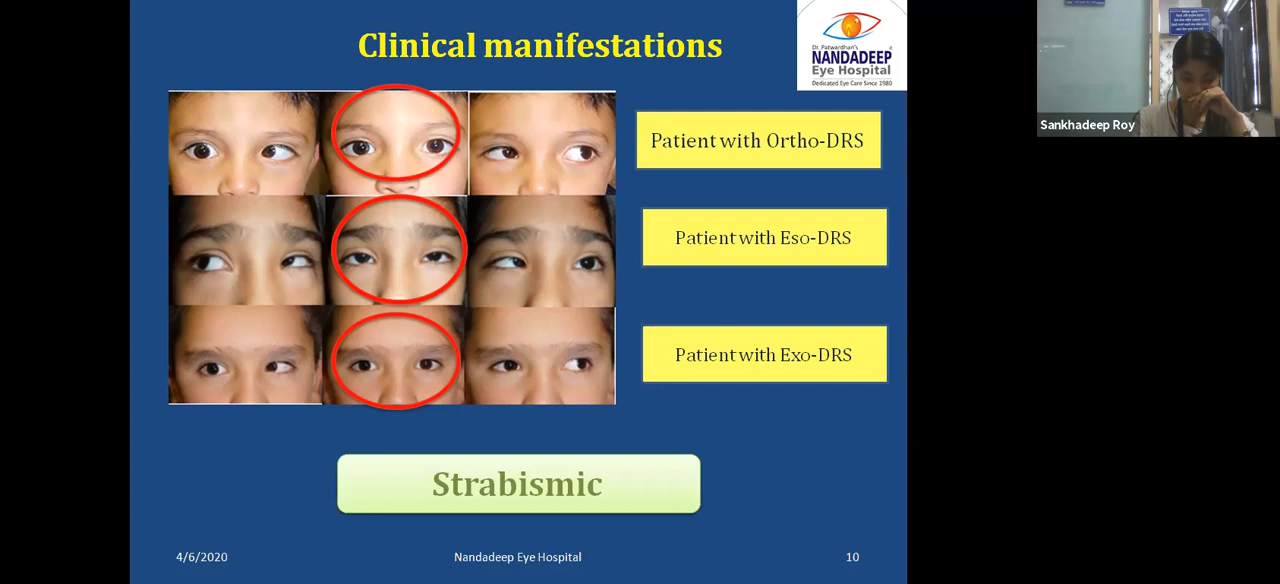 Clinical manifestations
Dr. Patwardhan's
NANDADEEP
Eye Hospital
Dedicated Eye Care Since 1980
Sankhadeep Roy
Patient with Ortho-DRS
Patient with Eso-DRS
Patient with Exo-DRS
Strabismic
4/6/2020
Nandadeep Eye Hospital
10